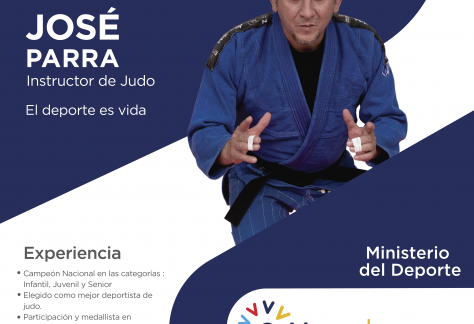 JOSÉ
PARRA
Instructor de Judo
El deporte es vida
Experiencia
• Campeón Nacional en las categorías :
Infantil, Juvenil y Senior
• Elegido como mejor deportista de
judo.
• Participación y medallista en
Ministerio
del Deporte